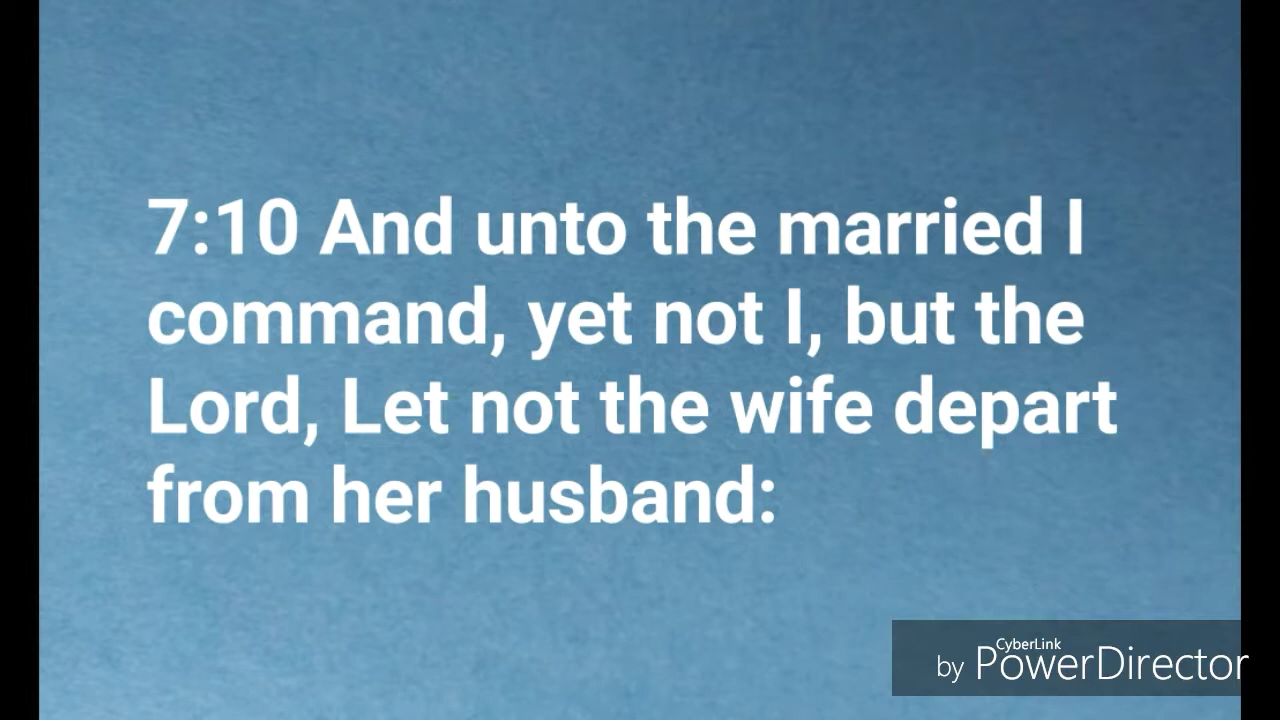 7:10 And unto the married I
command, yet not I, but the
Lord, Let not the wife depart
from her husband:
CyberLink
by PowerDirector